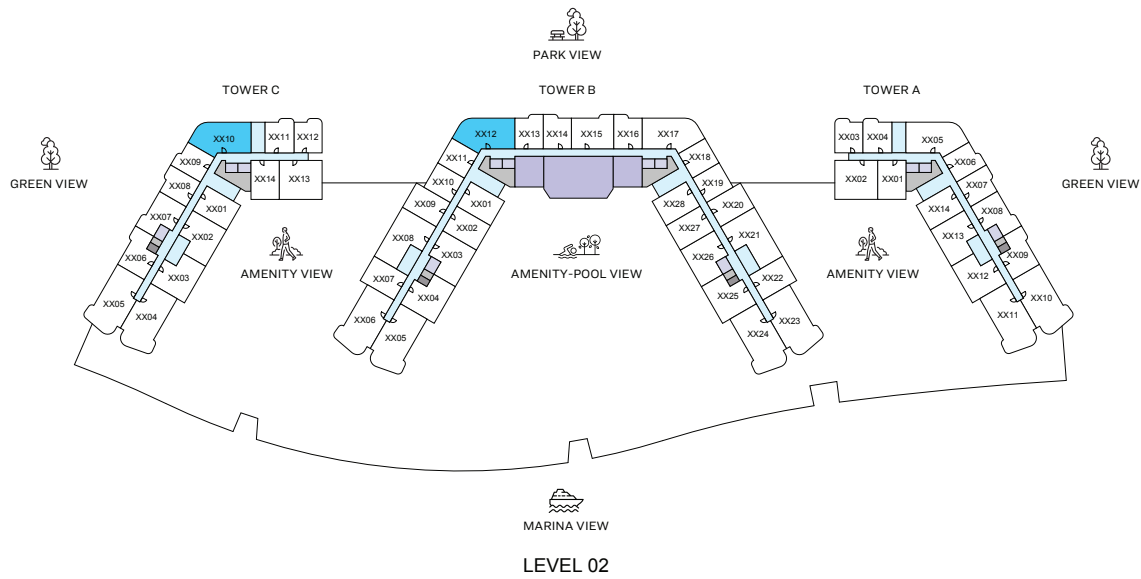 PARK VIEW
TOWER C
TOWER B
TOWER A
GREEN VIEW
GREEN VIEW
XX10
XX11
XX12
XX09
XX08
XX07
XX06
XX05
XX04
XX03
XX02
XX01
XX14
XX13
XX12
XX13
XX14
XX15
XX16
XX17
XX11
XX10
XX09
XX08
XX07
XX06
XX05
XX04
XX03
XX02
XX01
XX18
XX19
XX20
XX21
XX22
XX23
XX24
XX25
XX26
XX27
XX28
XX03
XX04
XX05
XX02
XX01
XX06
XX07
XX08
XX09
XX10
XX11
XX12
XX13
XX14
AMENITY VIEW
AMENITY-POOL VIEW
AMENITY VIEW
MARINA VIEW
LEVEL 02